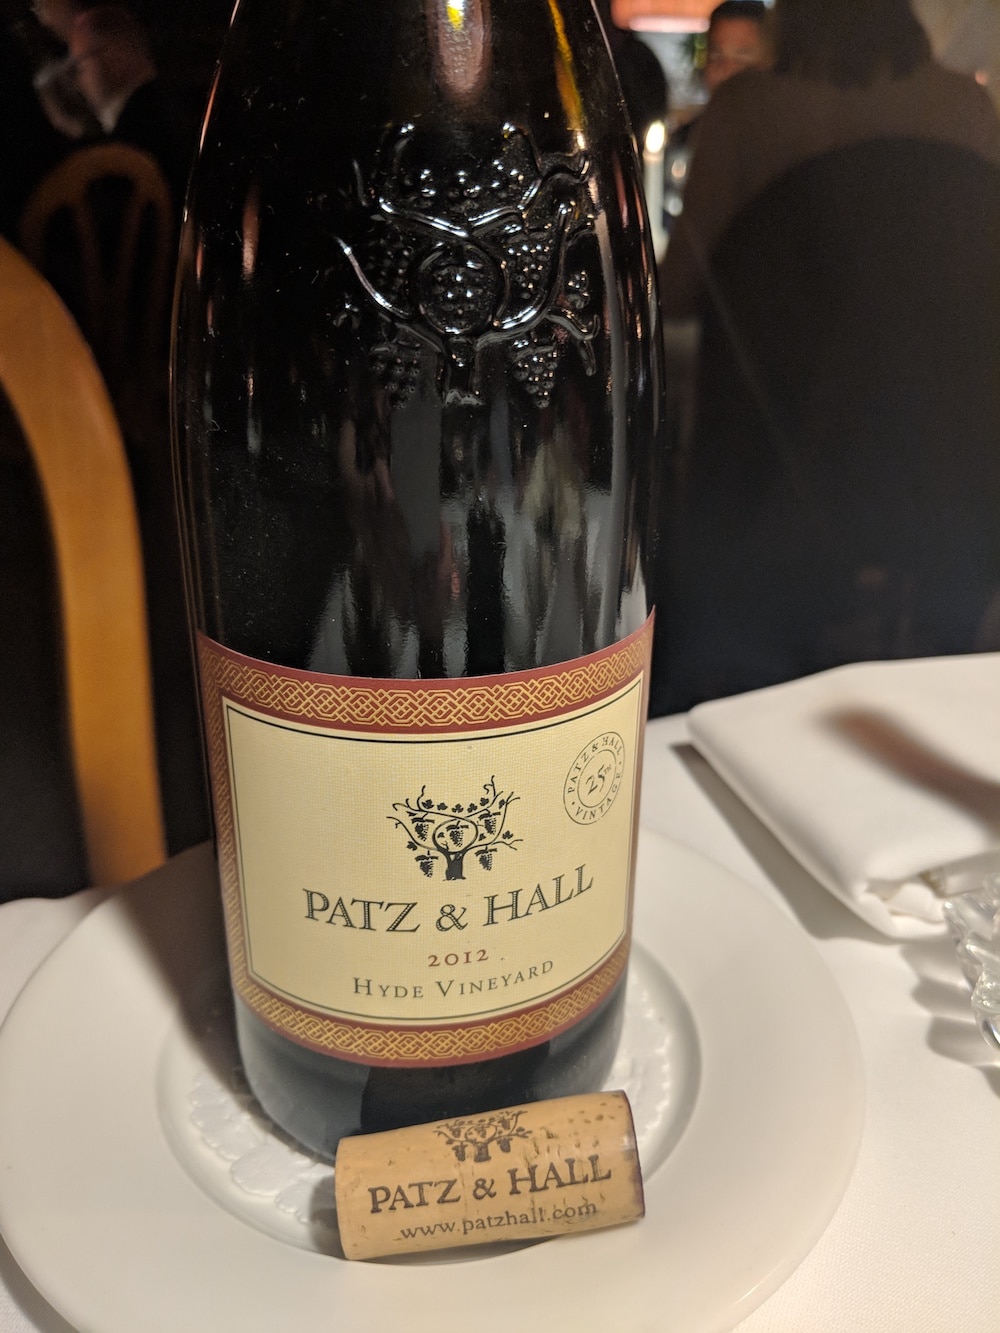 PATZ & HALL
25TH
VINTAGE
PATZ & HALL
2012
HYDE VINEYARD
PATZ & HALL
www.patzhall.com